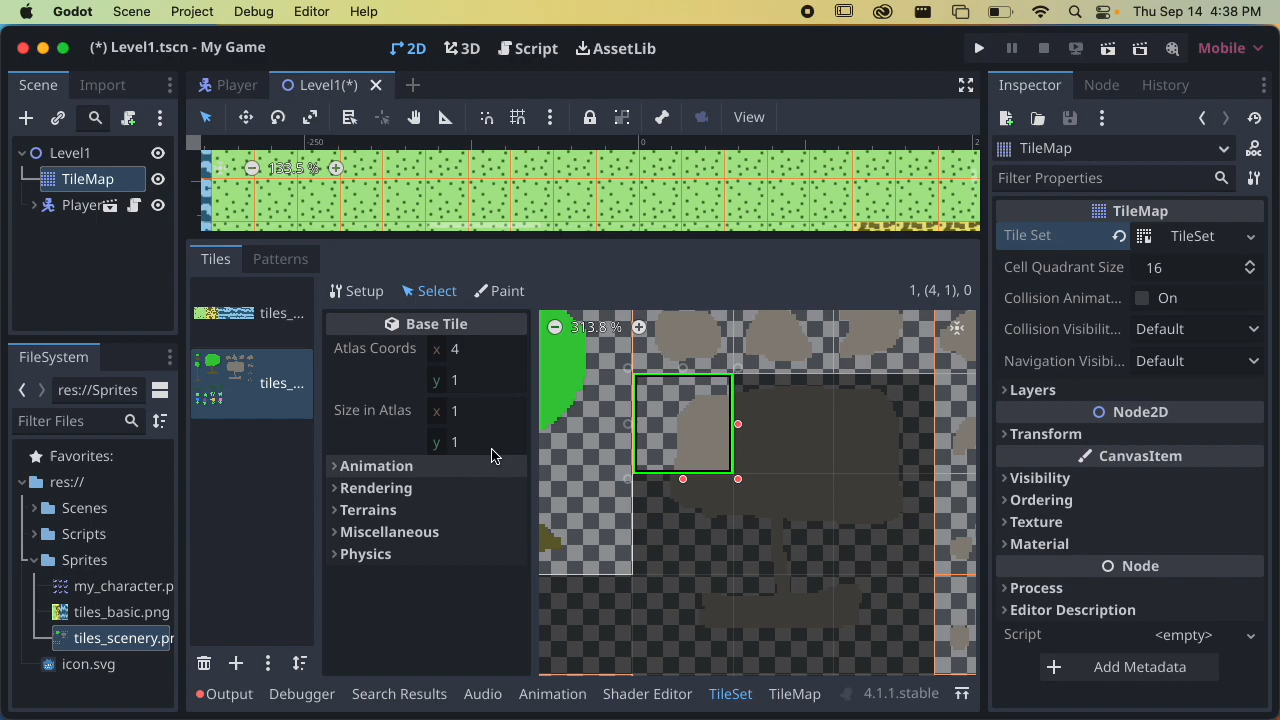 Godot Scene Project Debug Editor Help Thu Sep 14 4:38 PM
(*) Level1.tscn - My Game 2D 3D Script AssetLib Mobile
Scene Import Player Level1(*) Inspector Node History
View
Level1
TileMap
Player
-250 0 2
133.5 %
TileMap
Filter Properties
TileMap
Tile Set TileSet
Cell Quadrant Size 16
Collision Animat... On
Collision Visibilit... Default
Navigation Visibi... Default
Layers
Node2D
Transform
CanvasItem
Visibility
Ordering
Texture
Material
Node
Process
Editor Description
Script <empty>
Add Metadata
Tiles Patterns
tiles_...
tiles_...
Setup Select Paint 1, (4, 1), 0
Base Tile
Atlas Coords x 4
y 1
Size in Atlas x 1
y 1
Animation
Rendering
Terrains
Miscellaneous
Physics
313.8 %
FileSystem
res://Sprites
Filter Files
Favorites:
res://
Scenes
Scripts
Sprites
my_character.p
tiles_basic.png
tiles_scenery.pr
icon.svg
Output Debugger Search Results Audio Animation Shader Editor TileSet TileMap 4.1.1.stable